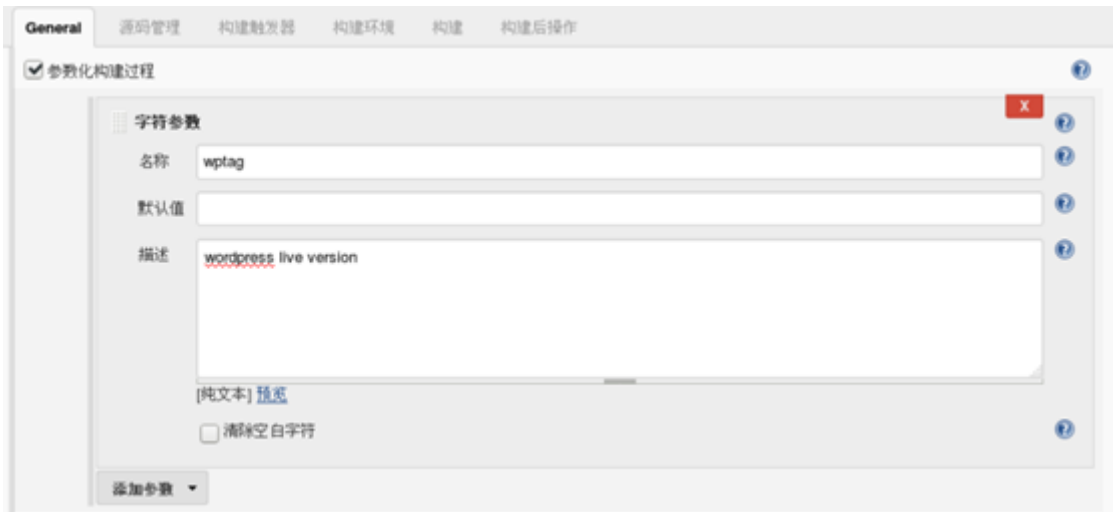 General 源码管理 构建触发器 构建环境 构建 构建后操作
参数化构建过程
X
字符参数
名称 wptag
默认值
描述 wordpress live version
[纯文本] 预览
清除空白字符
添加参数